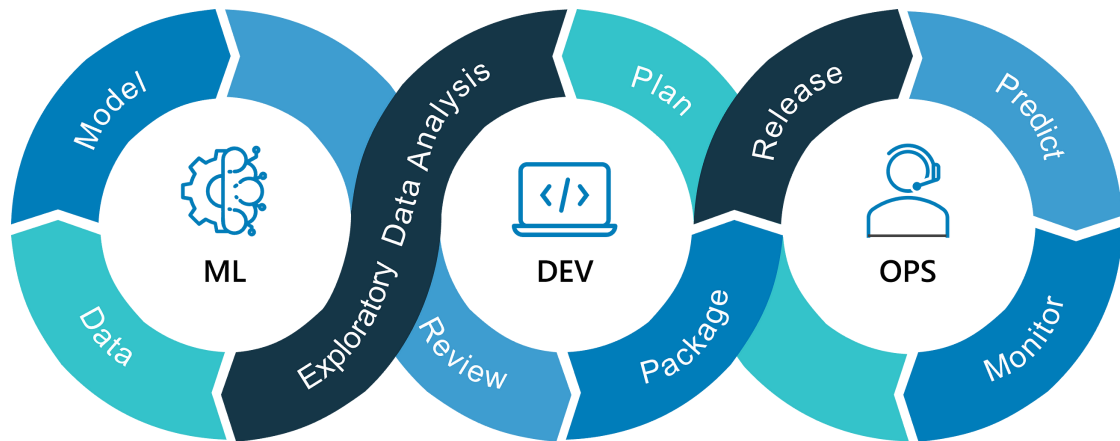 Model
Data
ML
Exploratory Data Analysis
Plan
Review
DEV
Package
Release
Predict
OPS
Monitor